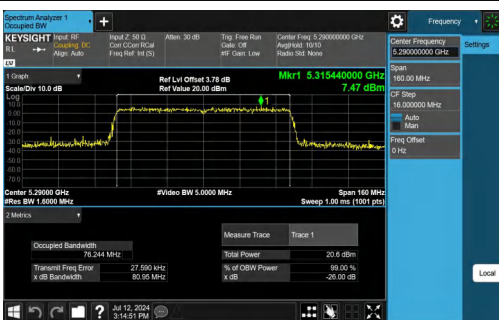 Spectrum Analyzer 1
Occupied BW
+
Frequency
KEYSIGHT Input: RF Input Z: 50 Ω Atten: 30 dB Trig: Free Run Center Freq: 5.290000000 GHz
RL Coupling: DC Corr CCorr RCal Gate: Off Avg|Hold: 10/10
Align: Auto Freq Ref: Int (S) #IF Gain: Low Radio Std: None
LXI
Center Frequency
5.290000000 GHz
Settings
Span
160.00 MHz
CF Step
16.000000 MHz
Auto
Man
Freq Offset
0 Hz
1 Graph
Scale/Div 10.0 dB
Ref Lvl Offset 3.78 dB
Ref Value 20.00 dBm
Mkr1 5.315440000 GHz
7.47 dBm
Log
10.0
0.00
-10.0
-20.0
-30.0
-40.0
-50.0
-60.0
-70.0
1
Center 5.29000 GHz #Video BW 5.0000 MHz Span 160 MHz
#Res BW 1.6000 MHz Sweep 1.00 ms (1001 pts)
2 Metrics
Measure Trace Trace 1
Occupied Bandwidth
76.244 MHz Total Power 20.6 dBm
Transmit Freq Error 27.590 kHz % of OBW Power 99.00 %
x dB Bandwidth 80.95 MHz x dB -26.00 dB
Local
? Jul 12, 2024
3:14:51 PM